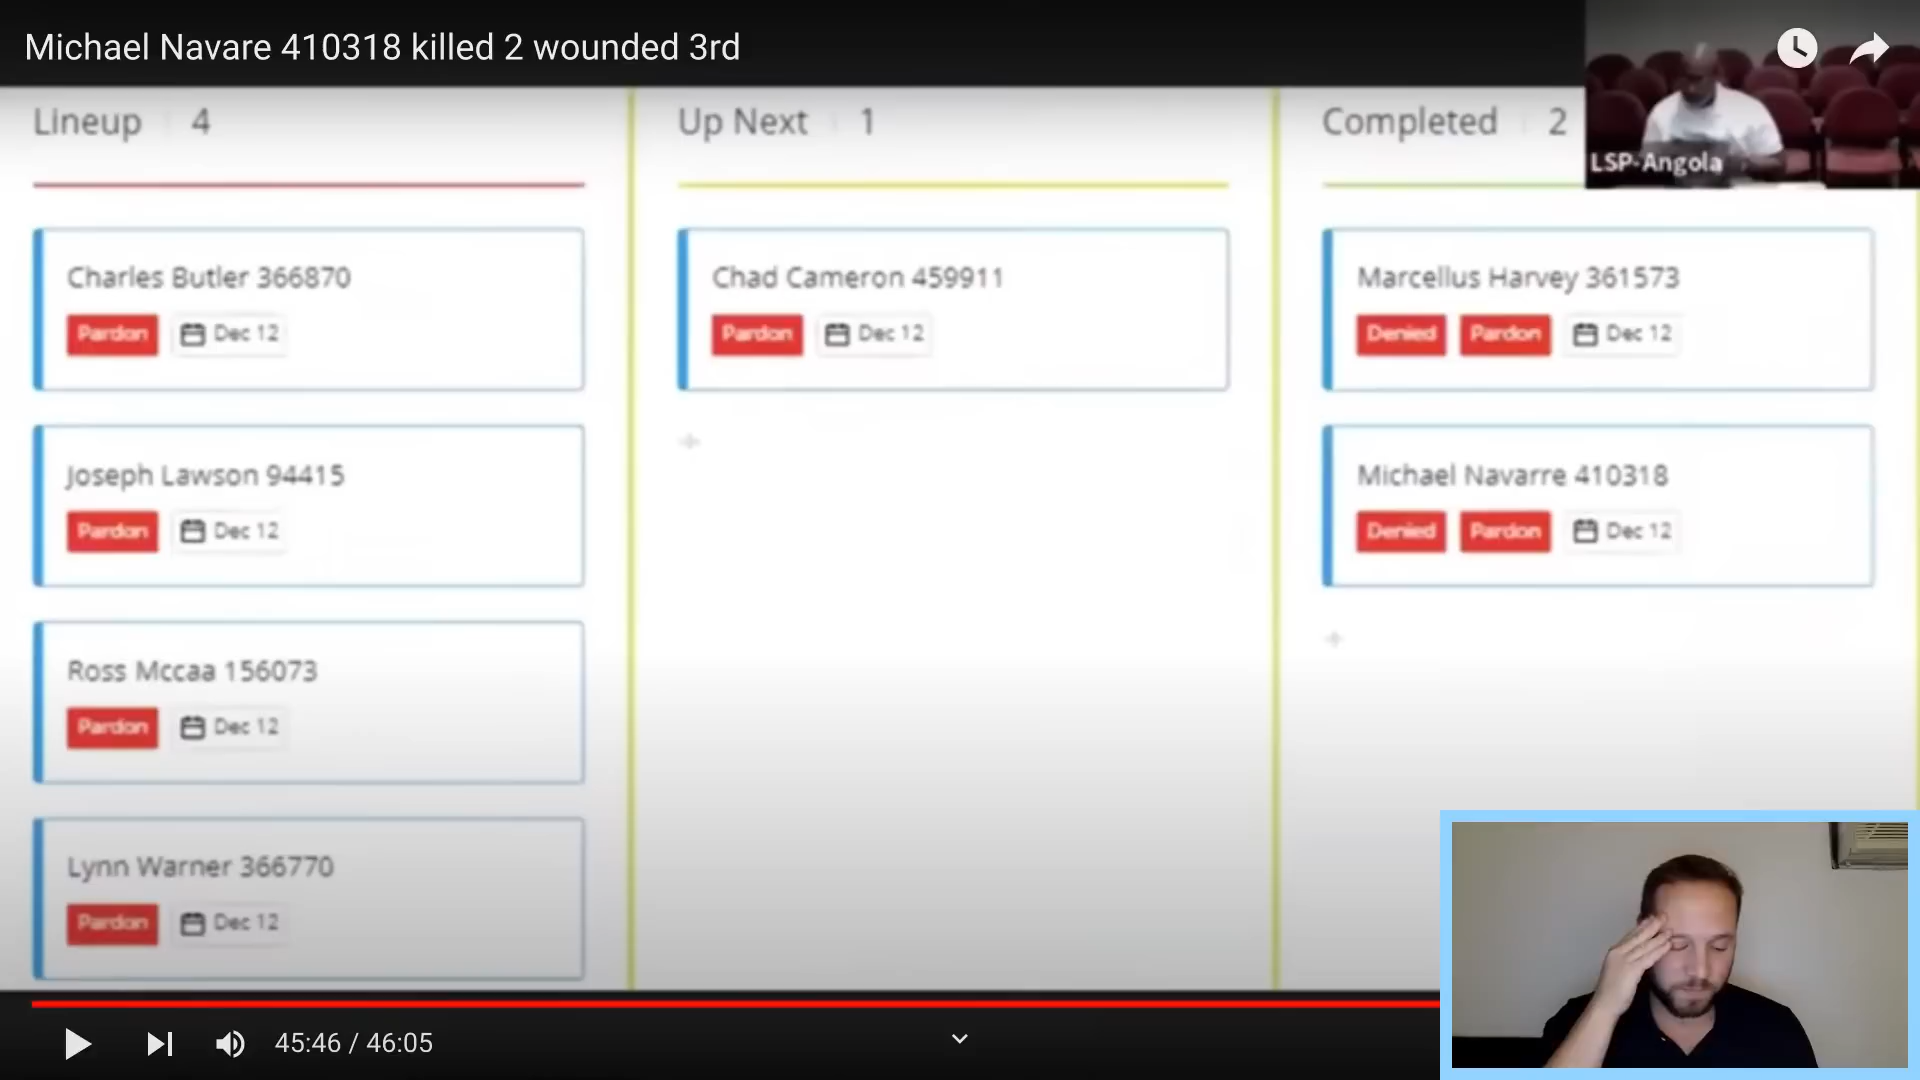 Michael Navare 410318 killed 2 wounded 3rd
Lineup 4
Up Next 1
Completed 2
LSP-Angola
Charles Butler 366870
Pardon Dec 12
Joseph Lawson 94415
Pardon Dec 12
Ross Mccaa 156073
Pardon Dec 12
Lynn Warner 366770
Pardon Dec 12
Chad Cameron 459911
Pardon Dec 12
Marcellus Harvey 361573
Denied Pardon Dec 12
Michael Navarre 410318
Denied Pardon Dec 12
45:46 / 46:05